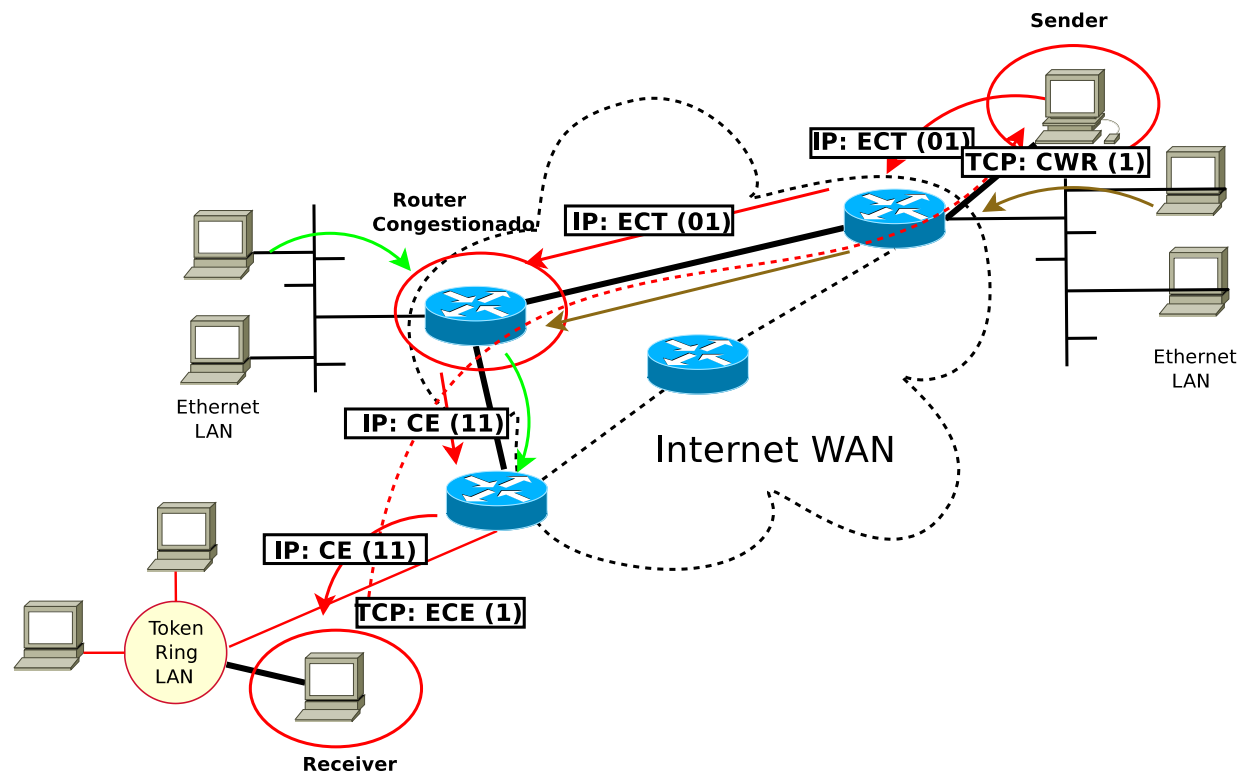 Sender
IP: ECT (01)
TCP: CWR (1)
Router
Congestionado
IP: ECT (01)
Ethernet
LAN
Ethernet
LAN
IP: CE (11)
Internet WAN
IP: CE (11)
TCP: ECE (1)
Token
Ring
LAN
Receiver